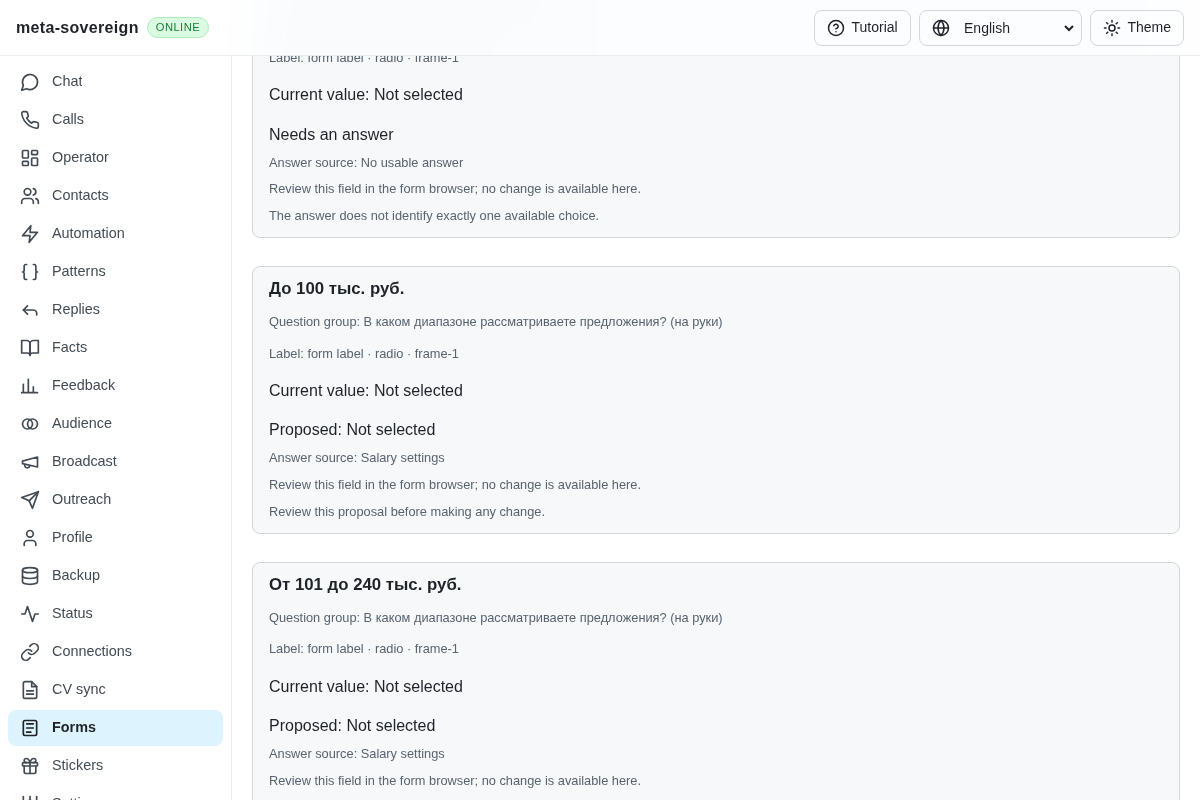 meta-sovereign ONLINE
Tutorial
English
Theme
Chat
Calls
Operator
Contacts
Automation
Patterns
Replies
Facts
Feedback
Audience
Broadcast
Outreach
Profile
Backup
Status
Connections
CV sync
Forms
Stickers
Label: form label · radio · frame-1
Current value: Not selected
Needs an answer
Answer source: No usable answer
Review this field in the form browser; no change is available here.
The answer does not identify exactly one available choice.
До 100 тыс. руб.
Question group: В каком диапазоне рассматриваете предложения? (на руки)
Label: form label · radio · frame-1
Current value: Not selected
Proposed: Not selected
Answer source: Salary settings
Review this field in the form browser; no change is available here.
Review this proposal before making any change.
От 101 до 240 тыс. руб.
Question group: В каком диапазоне рассматриваете предложения? (на руки)
Label: form label · radio · frame-1
Current value: Not selected
Proposed: Not selected
Answer source: Salary settings
Review this field in the form browser; no change is available here.